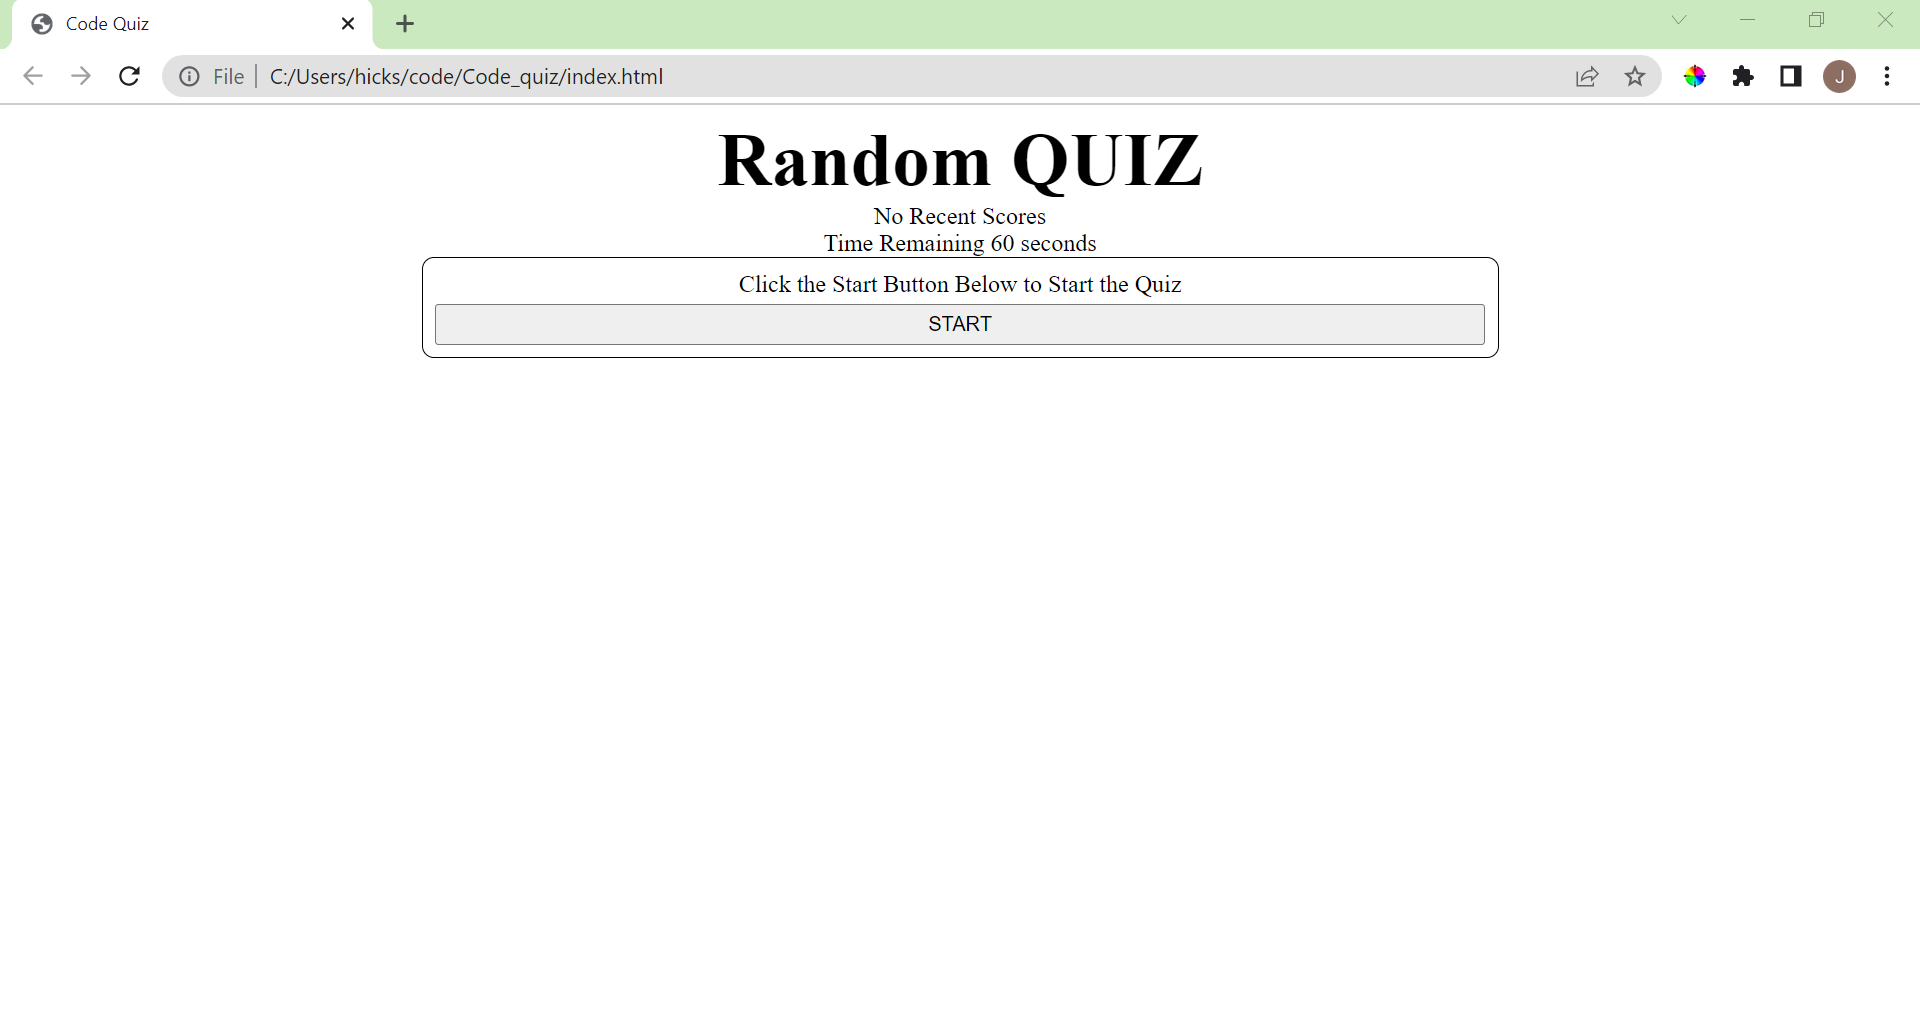 Code Quiz
File
C:/Users/hicks/code/Code_quiz/index.html
J
Random QUIZ
No Recent Scores
Time Remaining 60 seconds
Click the Start Button Below to Start the Quiz
START